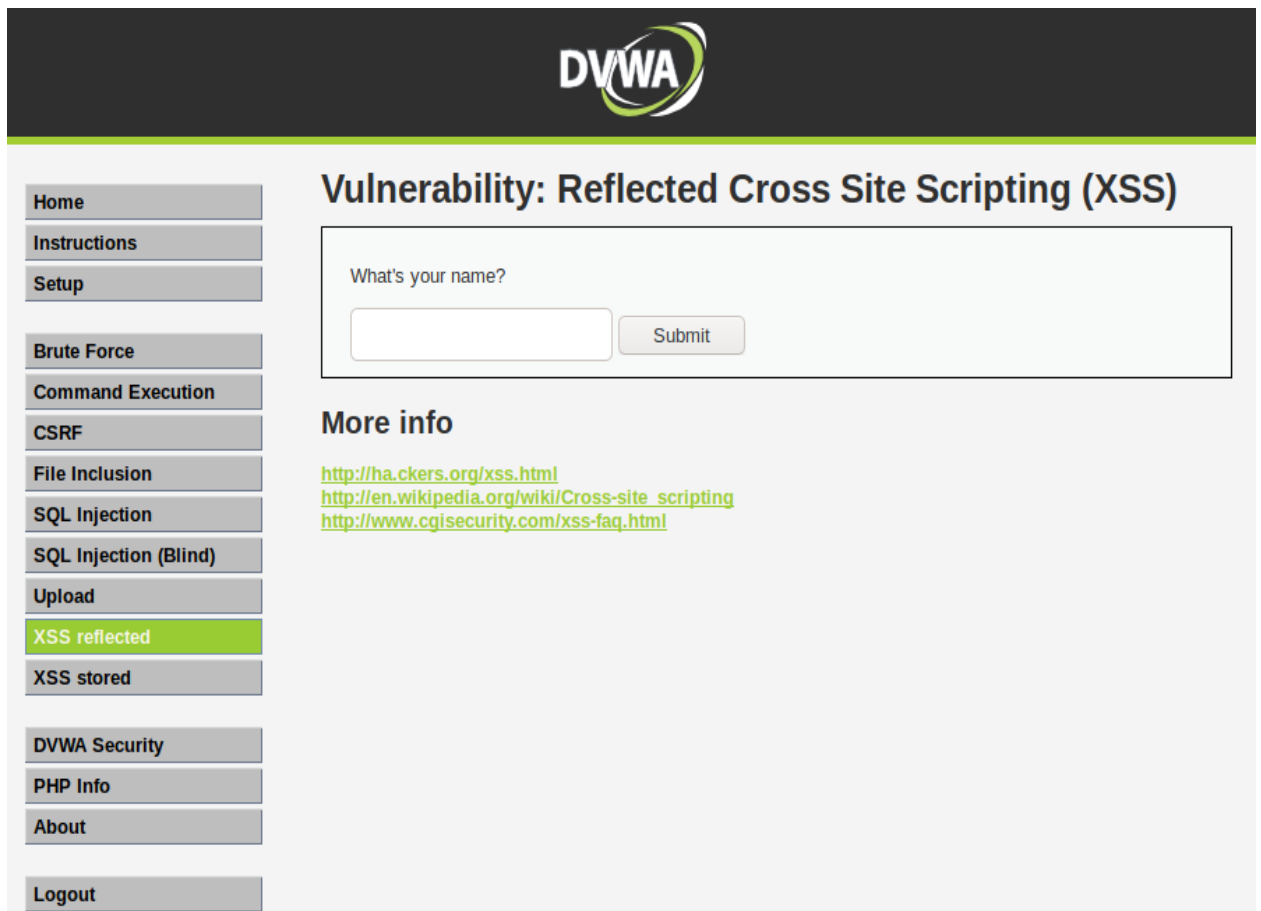 DVWA
Home
Instructions
Setup
Brute Force
Command Execution
CSRF
File Inclusion
SQL Injection
SQL Injection (Blind)
Upload
XSS reflected
XSS stored
DVWA Security
PHP Info
About
Logout
Vulnerability: Reflected Cross Site Scripting (XSS)
What's your name?
Submit
More info
http://ha.ckers.org/xss.html
http://en.wikipedia.org/wiki/Cross-site_scripting
http://www.cgisecurity.com/xss-faq.html